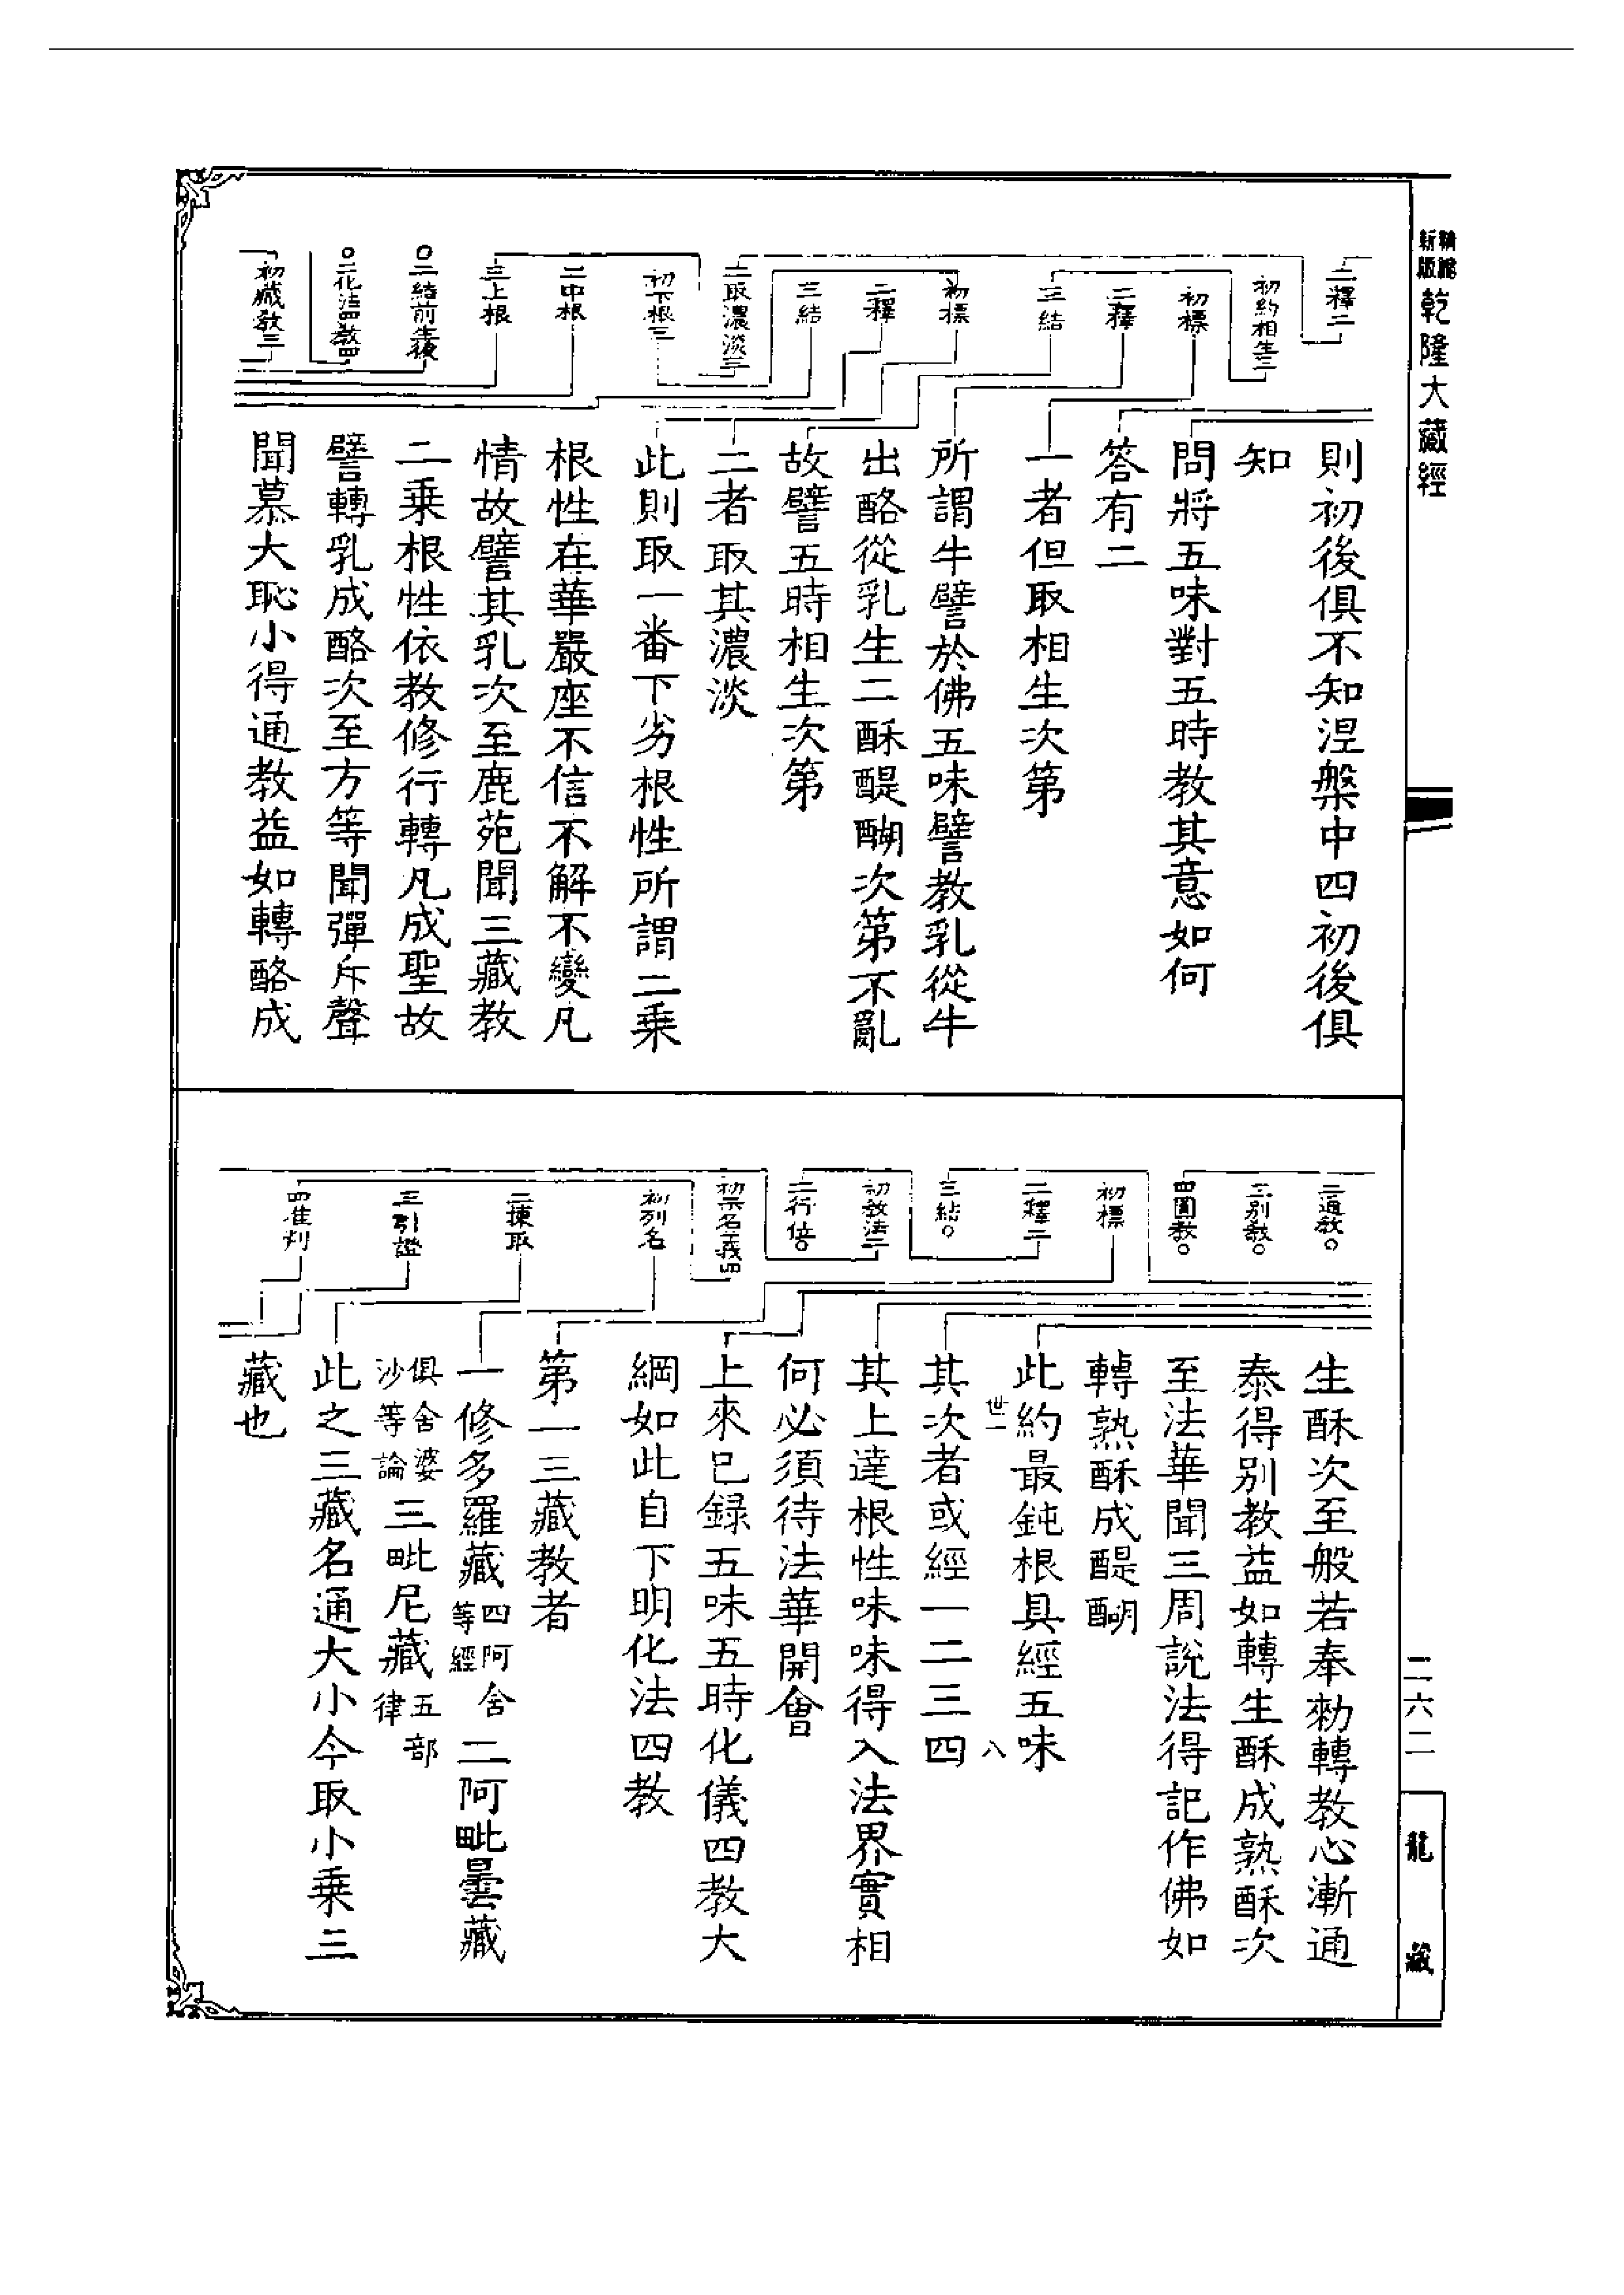 新版
精縮
乾隆大藏經
二釋二
初約相生三
初標
二釋
三結
初標
二釋
三結
二取濃淡三
初下根三
二中根
三上根
〇二結前生後
〇二化法四教四
初藏教三
則初後俱不知涅槃中四初後俱
知
問將五味對五時教其意如何
答有二
一者但取相生次第
所謂牛譬於佛五味譬教乳從牛
出酪從乳生二酥醍醐次第不亂
故譬五時相生次第
二者取其濃淡
此則取一番下劣根性所謂二乘
根性在華嚴座不信不解不變凡
情故譬其乳次至鹿苑聞三藏教
二乘根性依教修行轉凡成聖故
譬轉乳成酪次至方等聞彈斥聲
聞慕大恥小得通教益如轉酪成
二通教〇
三別教〇
四圓教〇
初標
二釋二
三結〇
初教法二
二行位〇
初示名義四
初列名
二揀取
三引證
四准判
生酥次至般若奉勑轉教心漸通
泰得別教益如轉生酥成熟酥次
至法華聞三周說法得記作佛如
轉熟酥成醍醐
此約最鈍根具經五味
世一
八
其次者或經一二三四
其上達根性味味得入法界實相
何必須待法華開會
上來已録五味五時化儀四教大
綱如此自下明化法四教
第一三藏教者
一修多羅藏四阿含等經二阿毗曇藏
俱舍婆沙等論三毗尼藏五部律
此之三藏名通大小今取小乘三
藏也
二六二
龍
藏